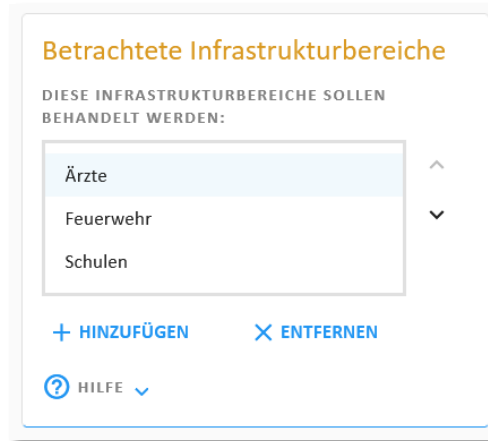 Betrachtete Infrastrukturbereiche
DIESE INFRASTRUKTURBEREICHE SOLLEN
BEHANDELT WERDEN:
Ärzte
Feuerwehr
Schulen
HINZUFÜGEN ENTFERNEN
HILFE